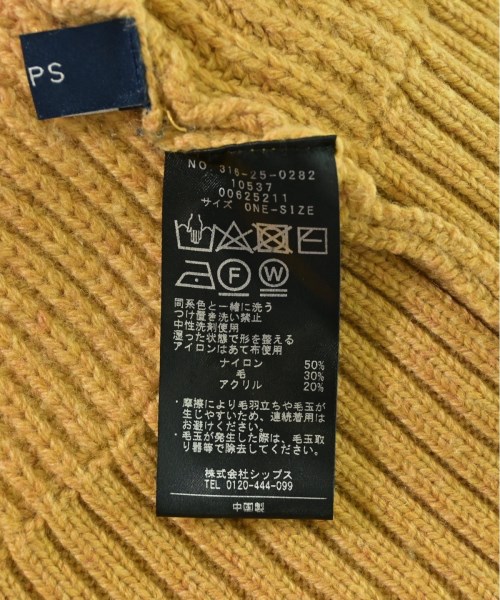 PS
NO. 316-25-0282
10537
00625211
サイズ ONE-SIZE
F W
同系色と一緒に洗う
つけ置き洗い禁止
中性洗剤使用
湿った状態で形を整える
アイロンはあて布使用
ナイロン 50%
毛 30%
アクリル 20%
・摩擦により毛羽立ちや毛玉が
生じやすいため、連続着用は
お避けください。
・毛玉が発生した際は、毛玉取
り器等で除去してください。
株式会社シップス
TEL 0120-444-099
中国製